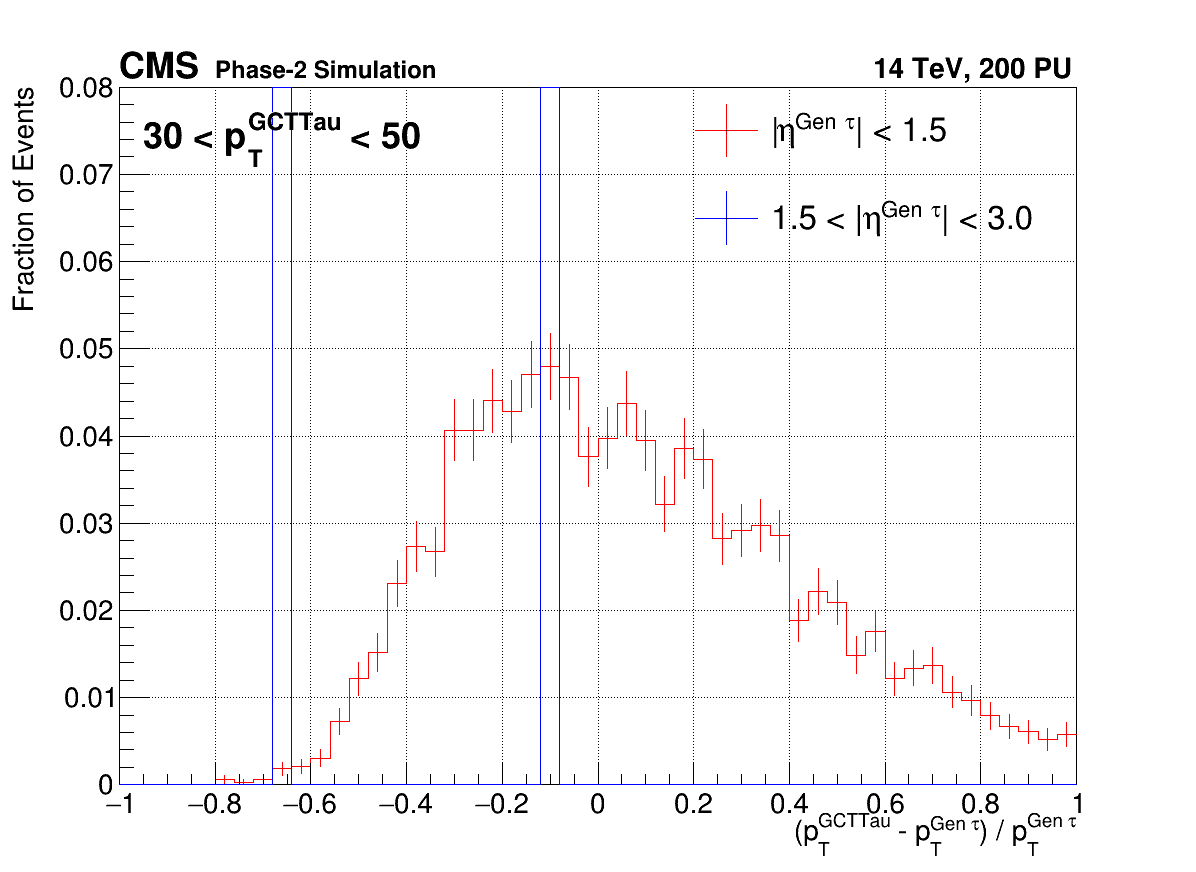 CMS Phase-2 Simulation 14 TeV, 200 PU
Fraction of Events
30 < p_T^GCTTau < 50
|η^Gen τ| < 1.5
1.5 < |η^Gen τ| < 3.0
0.08
0.07
0.06
0.05
0.04
0.03
0.02
0.01
0
−1 −0.8 −0.6 −0.4 −0.2 0 0.2 0.4 0.6 0.8 1
(p_T^GCTTau - p_T^Gen τ) / p_T^Gen τ